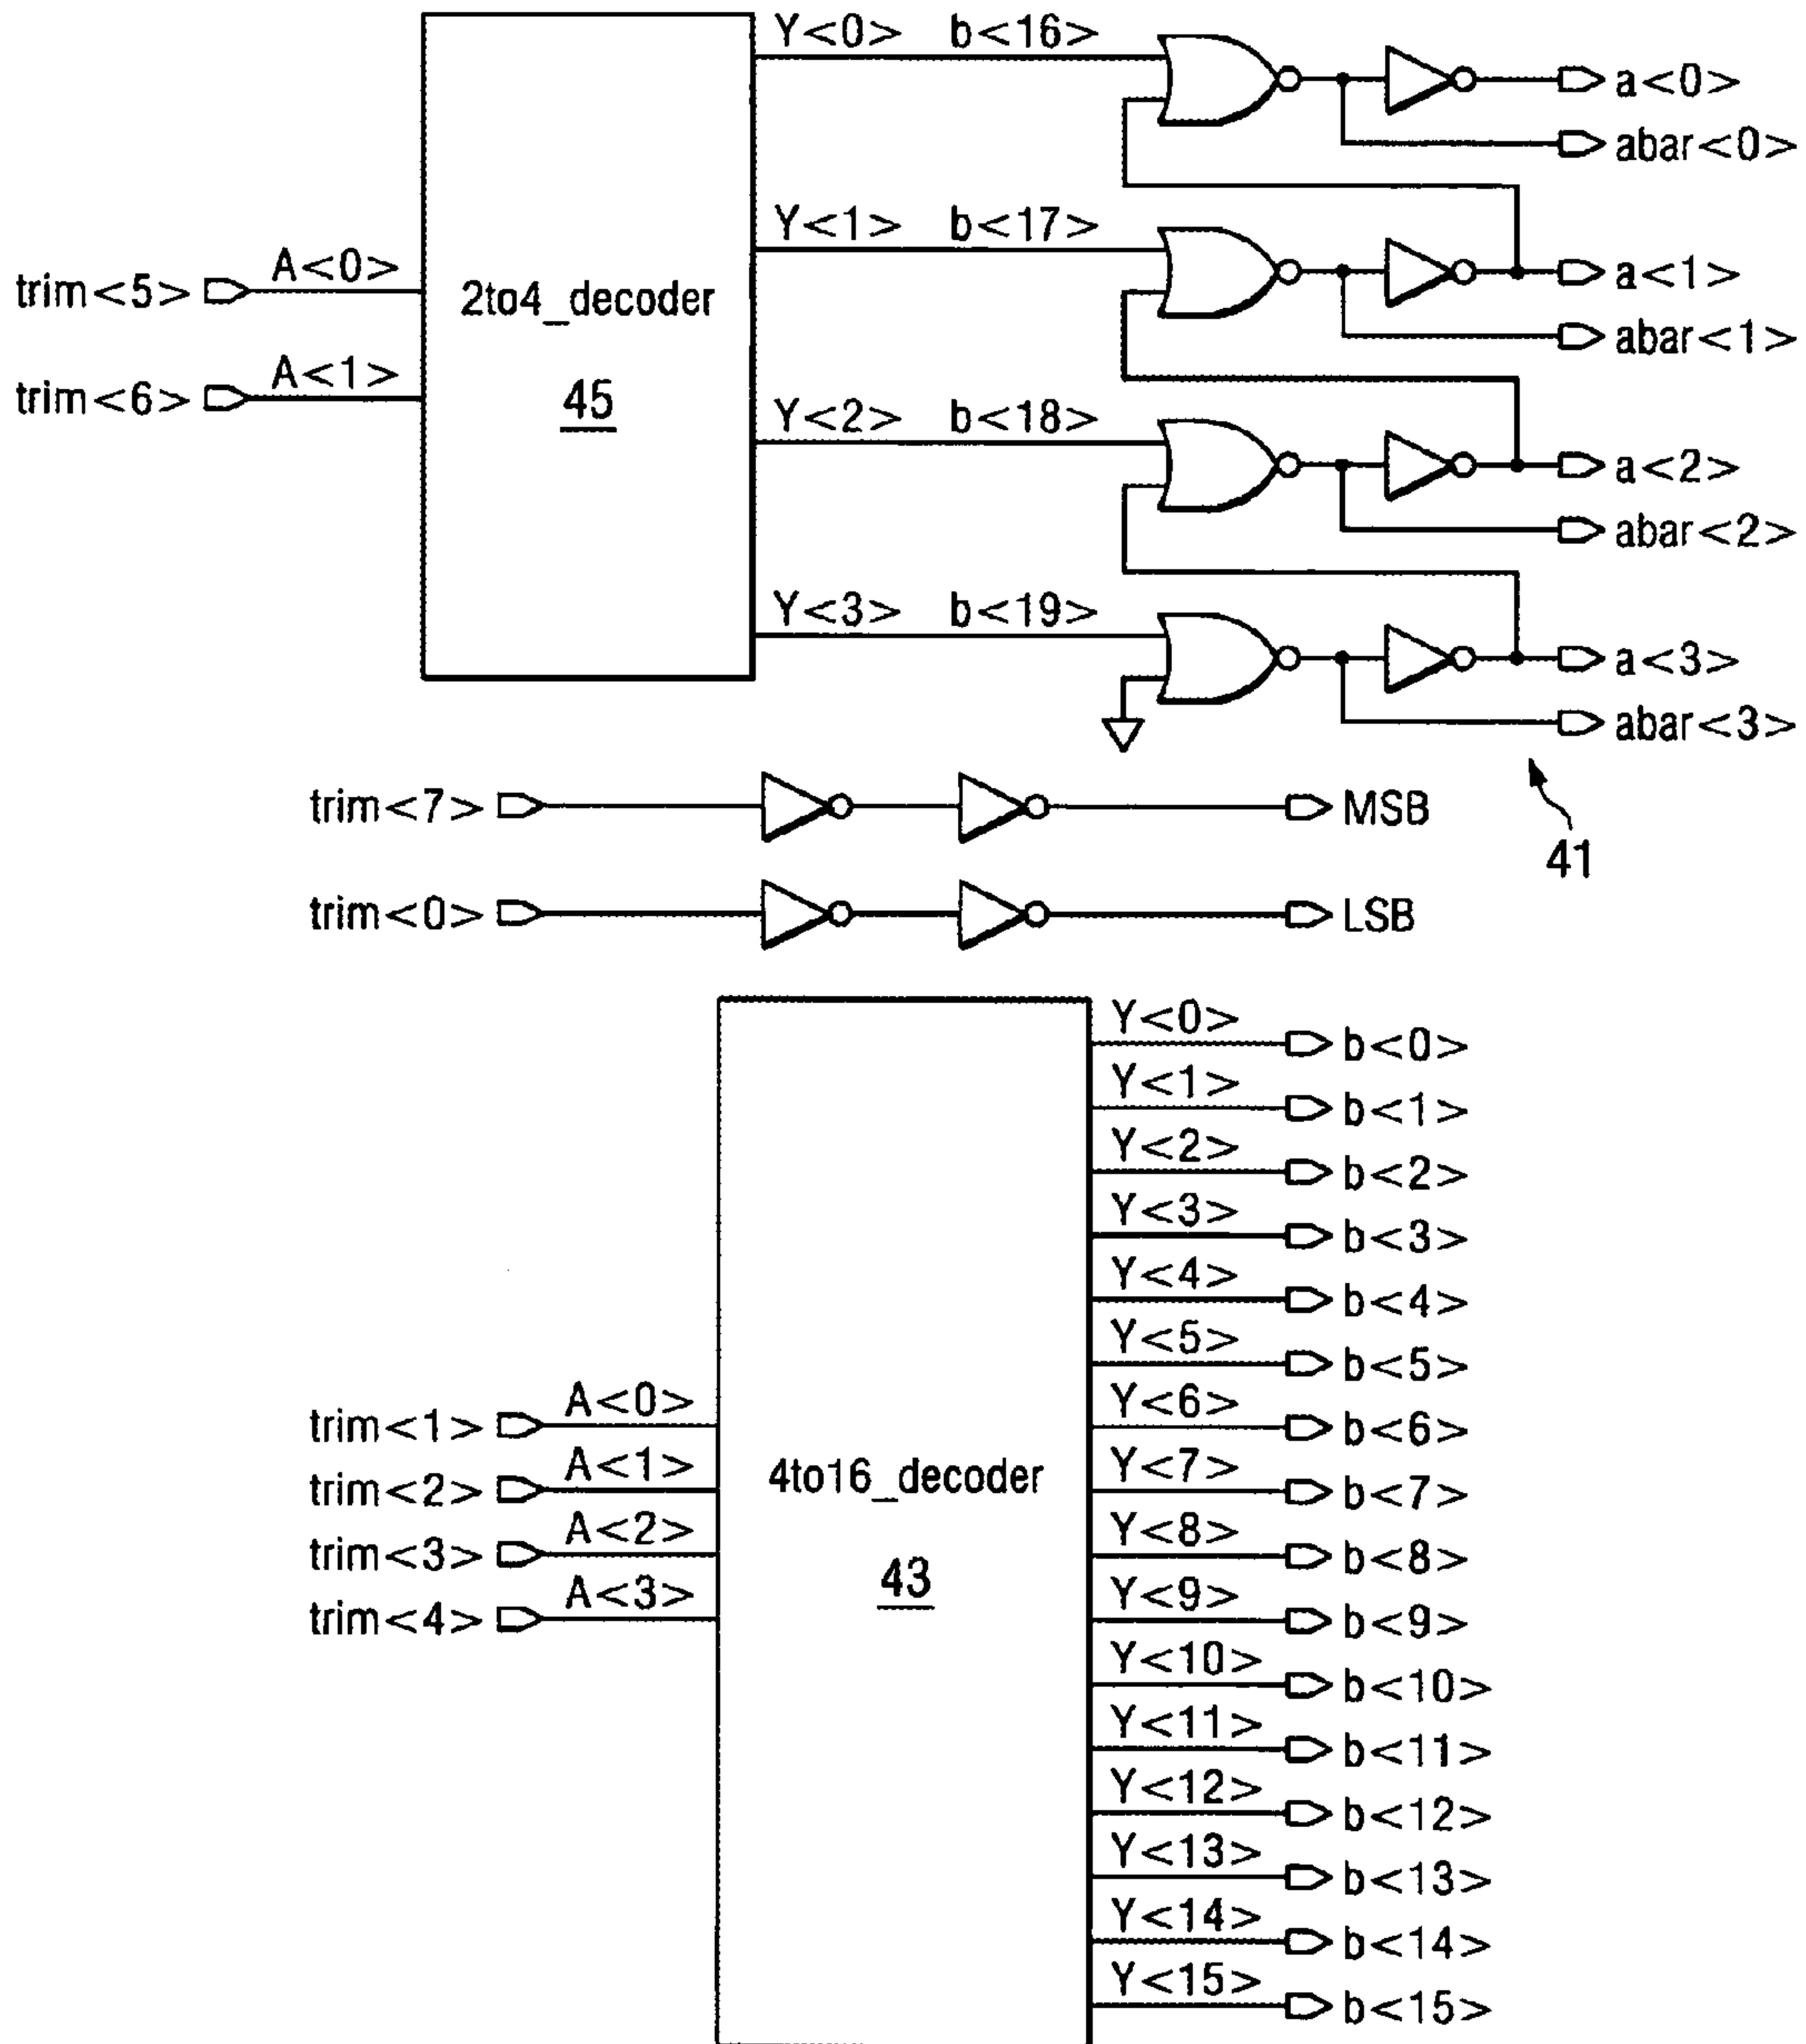 Y<0> b<16>
a<0>
abar<0>
Y<1> b<17>
trim<5> A<0>
2to4_decoder
a<1>
abar<1>
trim<6> A<1>
45
Y<2> b<18>
a<2>
abar<2>
Y<3> b<19>
a<3>
abar<3>
trim<7> MSB
41
trim<0> LSB
Y<0> b<0>
Y<1> b<1>
Y<2> b<2>
Y<3> b<3>
Y<4> b<4>
Y<5> b<5>
trim<1> A<0>
Y<6> b<6>
trim<2> A<1>
4to16_decoder
Y<7> b<7>
trim<3> A<2>
Y<8> b<8>
trim<4> A<3>
43
Y<9> b<9>
Y<10> b<10>
Y<11> b<11>
Y<12> b<12>
Y<13> b<13>
Y<14> b<14>
Y<15> b<15>